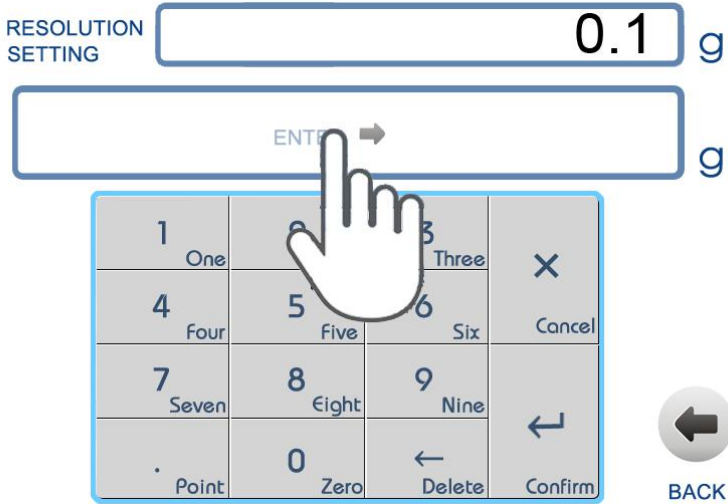 RESOLUTION
SETTING
0.1 g
g
1 One
3 Three
× Cancel
4 Four
5 Five
6 Six
7 Seven
8 Eight
9 Nine
. Point
0 Zero
← Delete
↵ Confirm
BACK